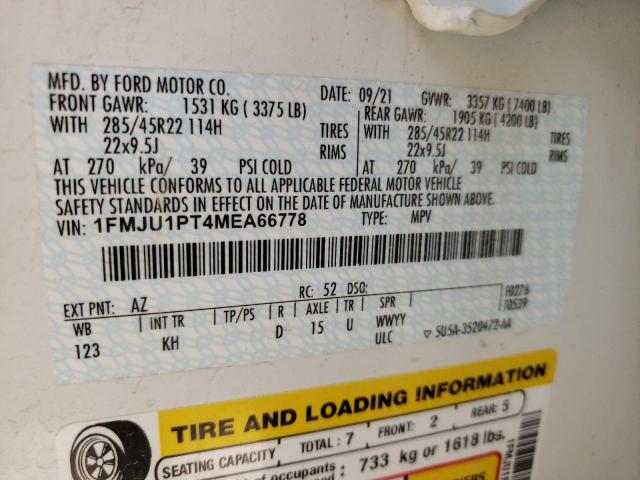 MFD. BY FORD MOTOR CO.
DATE: 09/21 GVWR: 3357 KG ( 7400 LB)
FRONT GAWR: 1531 KG ( 3375 LB) REAR GAWR: 1905 KG ( 4200 LB)
WITH 285/45R22 114H TIRES WITH 285/45R22 114H TIRES
22x9.5J RIMS 22x9.5J RIMS
AT 270 kPa/ 39 PSI COLD AT 270 kPa/ 39 PSI COLD
THIS VEHICLE CONFORMS TO ALL APPLICABLE FEDERAL MOTOR VEHICLE
SAFETY STANDARDS IN EFFECT ON THE DATE OF MANUFACTURE SHOWN ABOVE.
VIN: 1FMJU1PT4MEA66778 TYPE: MPV
EXT PNT: AZ RC: 52 DSO: F0276
WB INT TR TP/PS R AXLE TR SPR T0539
123 KH D 15 U WWYY
ULC ▽ 5U5A-3520472-AA
TIRE AND LOADING INFORMATION
SEATING CAPACITY TOTAL: 7 FRONT: 2 REAR: 5
occupants : 733 kg or 1618 lbs.